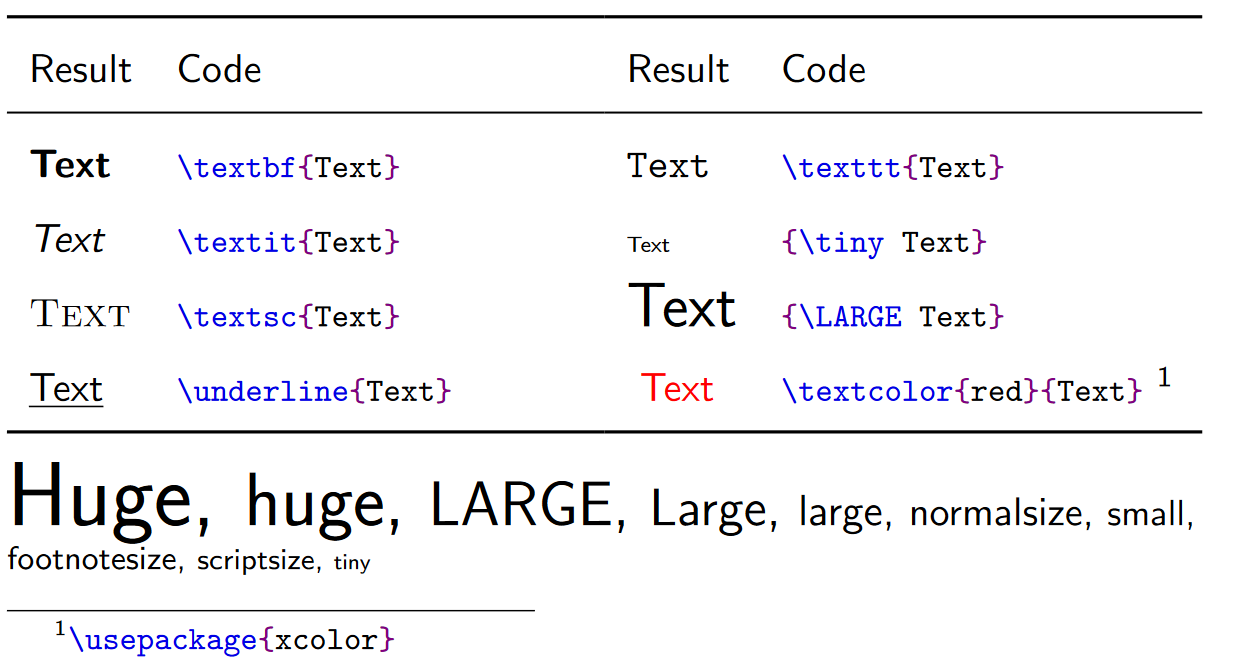 Result Code Result Code
Text \textbf{Text} Text \texttt{Text}
Text \textit{Text} Text {\tiny Text}
Text \textsc{Text} Text {\LARGE Text}
Text \underline{Text} Text \textcolor{red}{Text} 1
Huge, huge, LARGE, Large, large, normalsize, small,
footnotesize, scriptsize, tiny
1\usepackage{xcolor}